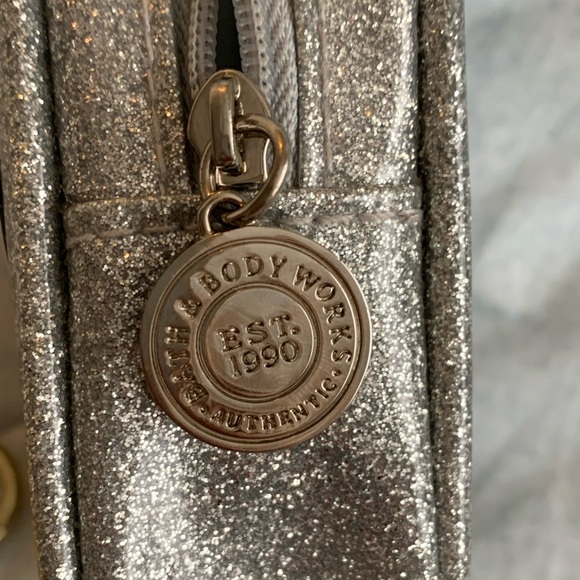 BATH & BODY WORKS
EST.
1990
· AUTHENTIC ·